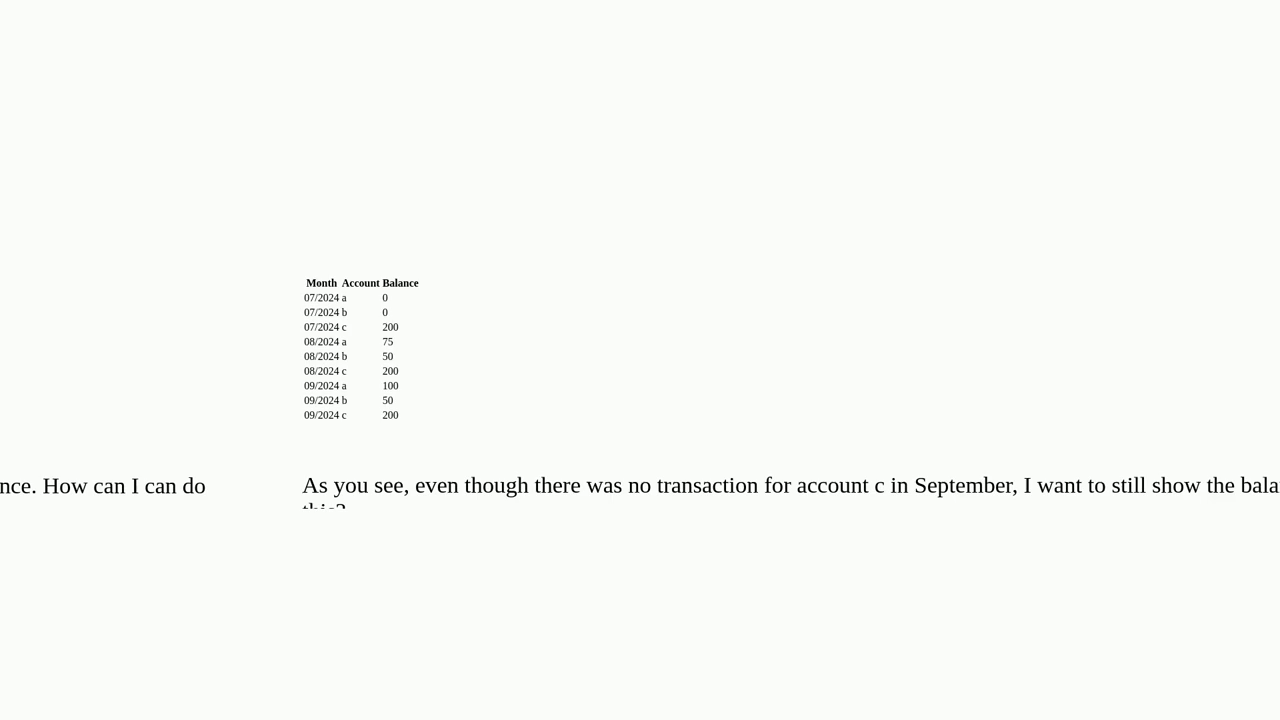 Month Account Balance
07/2024 a 0
07/2024 b 0
07/2024 c 200
08/2024 a 75
08/2024 b 50
08/2024 c 200
09/2024 a 100
09/2024 b 50
09/2024 c 200
nce. How can I can do
As you see, even though there was no transaction for account c in September, I want to still show the bala
this?